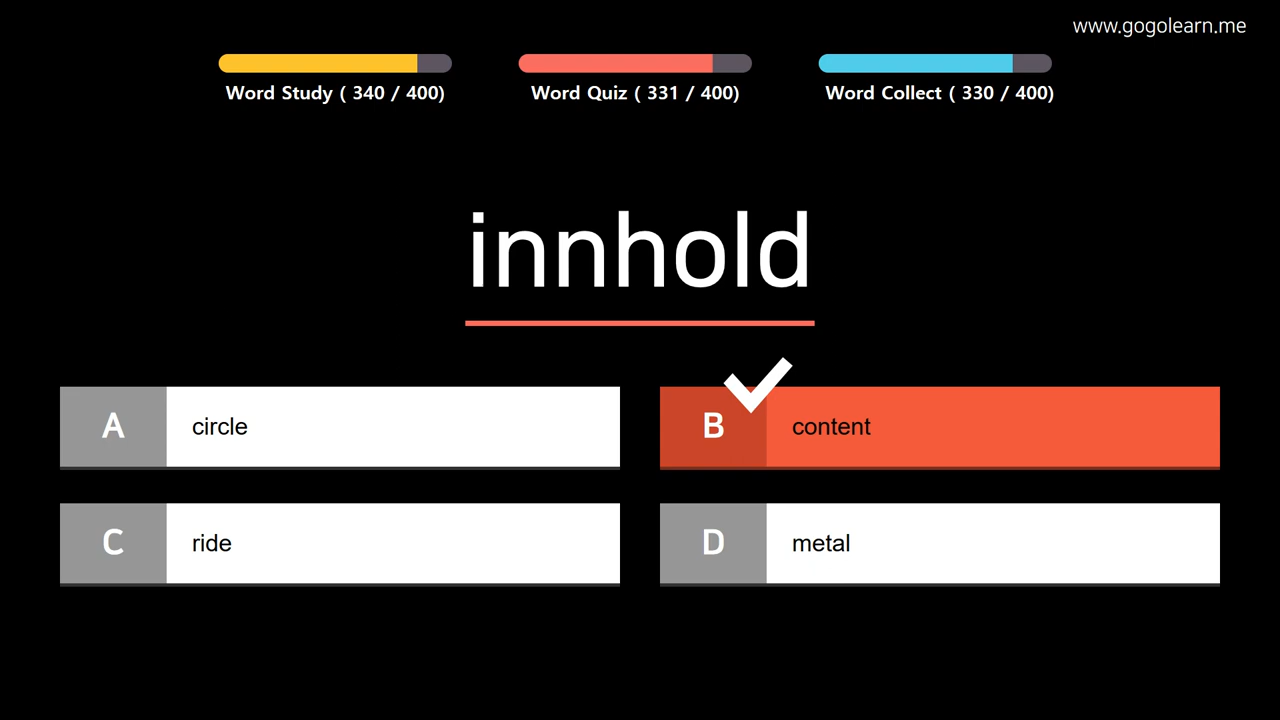 www.gogolearn.me
Word Study ( 340 / 400)
Word Quiz ( 331 / 400)
Word Collect ( 330 / 400)
innhold
A circle
B content
C ride
D metal